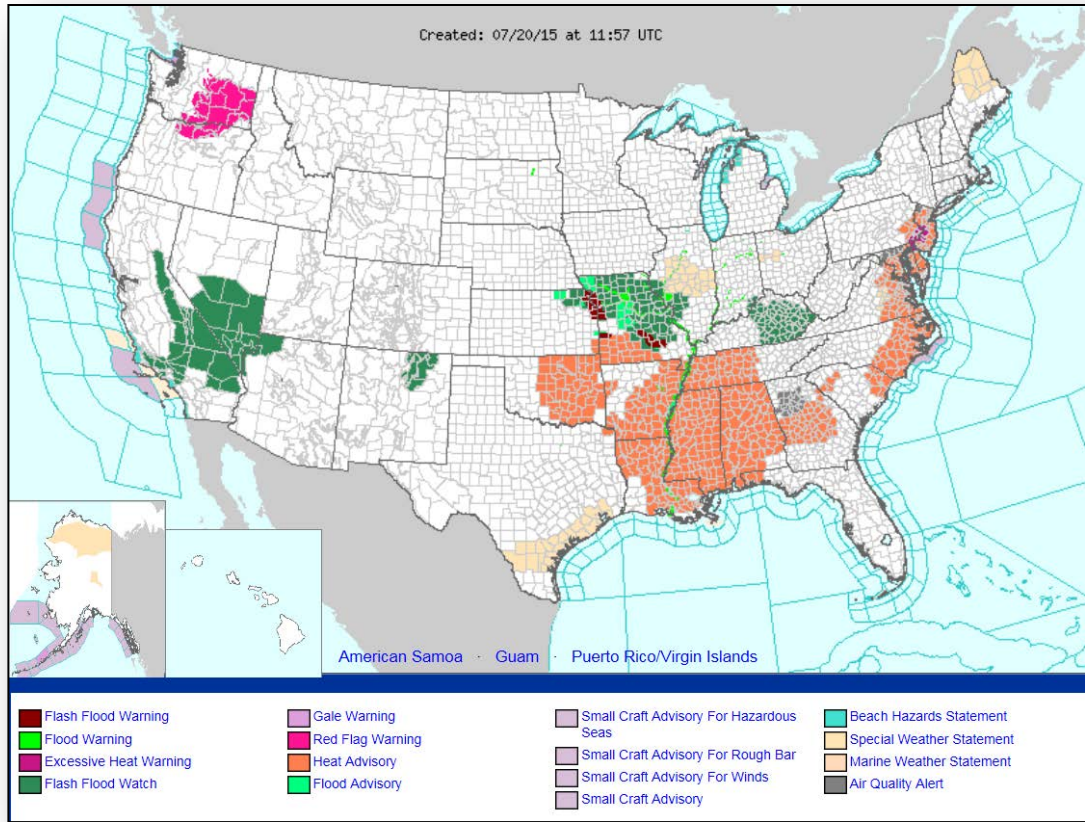 Created: 07/20/15 at 11:57 UTC
American Samoa · Guam · Puerto Rico/Virgin Islands
Flash Flood Warning
Flood Warning
Excessive Heat Warning
Flash Flood Watch
Gale Warning
Red Flag Warning
Heat Advisory
Flood Advisory
Small Craft Advisory For Hazardous
Seas
Small Craft Advisory For Rough Bar
Small Craft Advisory For Winds
Small Craft Advisory
Beach Hazards Statement
Special Weather Statement
Marine Weather Statement
Air Quality Alert